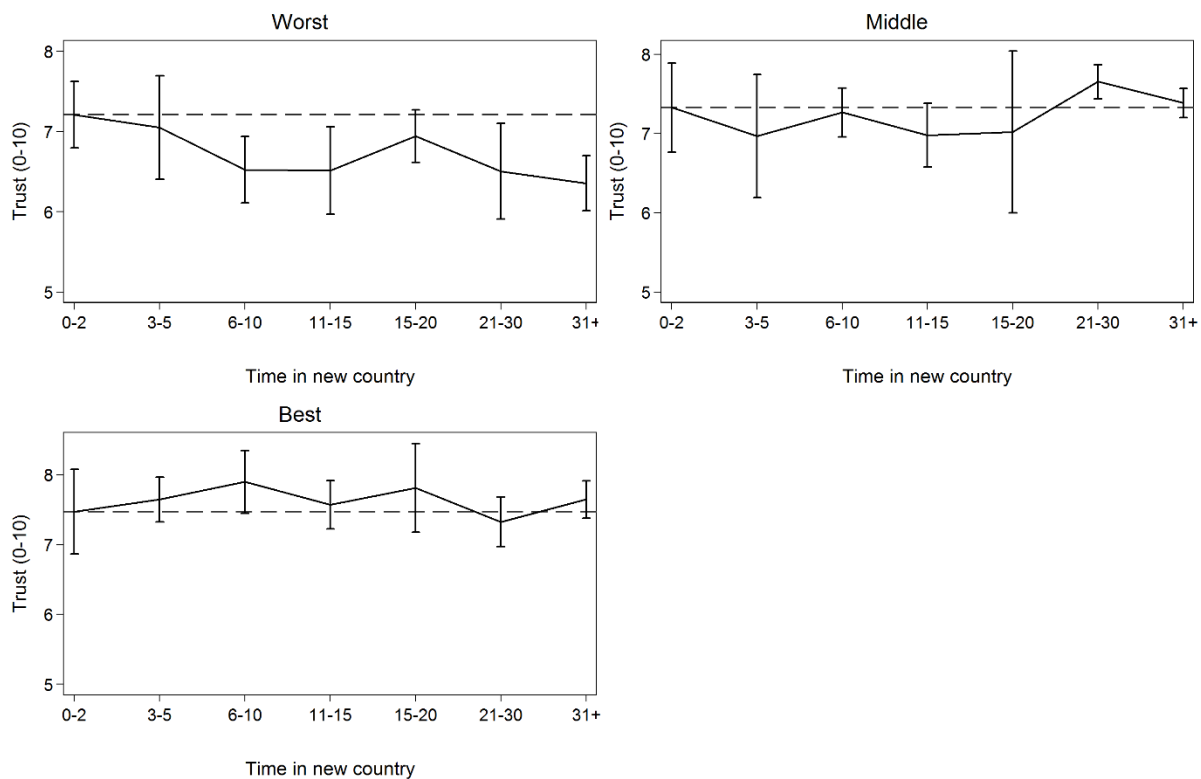 Worst
Trust (0-10)
8
7
6
5
0-2 3-5 6-10 11-15 15-20 21-30 31+
Time in new country
Middle
Trust (0-10)
8
7
6
5
0-2 3-5 6-10 11-15 15-20 21-30 31+
Time in new country
Best
Trust (0-10)
8
7
6
5
0-2 3-5 6-10 11-15 15-20 21-30 31+
Time in new country